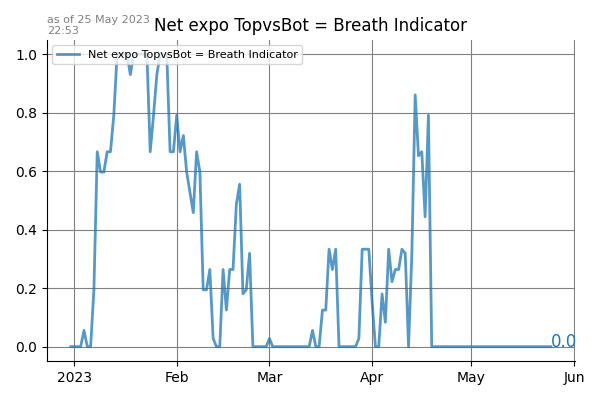 as of 25 May 2023
22:53
Net expo TopvsBot = Breath Indicator
Net expo TopvsBot = Breath Indicator
1.0
0.8
0.6
0.4
0.2
0.0
0.0
2023 Feb Mar Apr May Jun